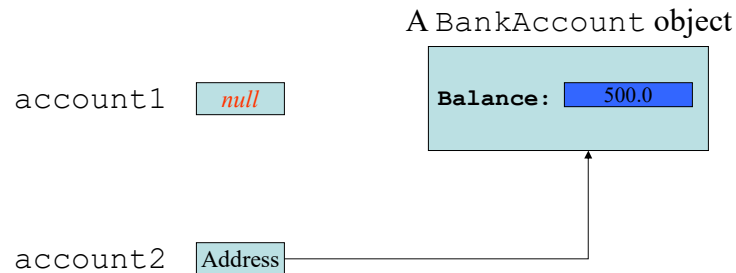 A BankAccount object
account1
null
Balance:
500.0
account2
Address